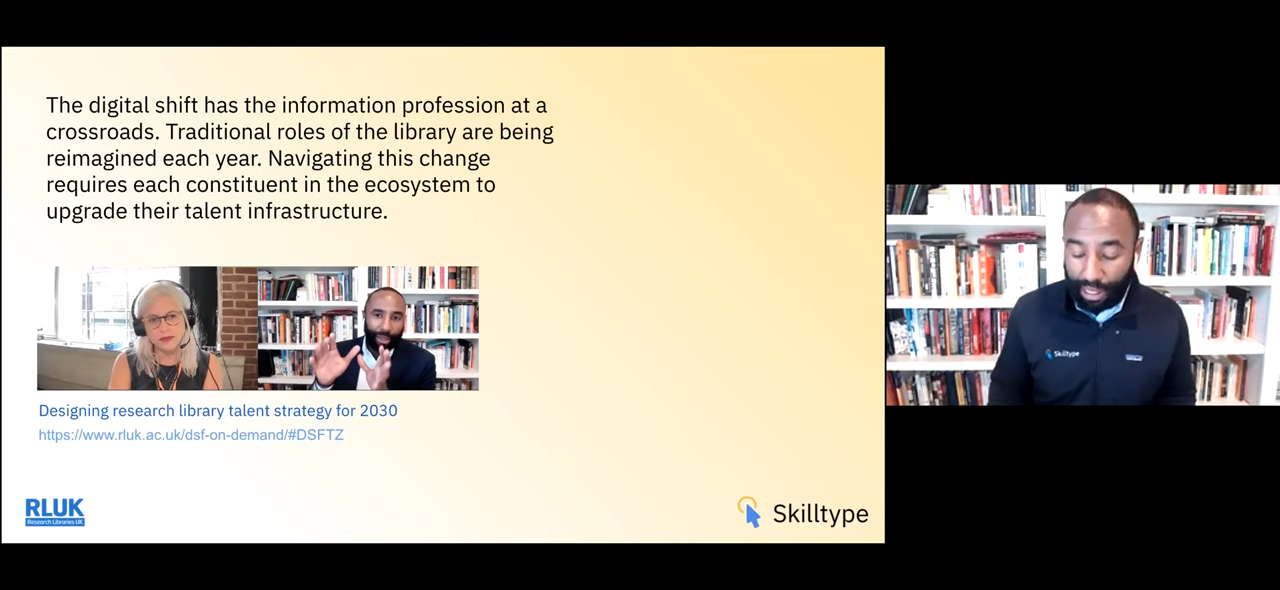 The digital shift has the information profession at a
crossroads. Traditional roles of the library are being
reimagined each year. Navigating this change
requires each constituent in the ecosystem to
upgrade their talent infrastructure.
Designing research library talent strategy for 2030
https://www.rluk.ac.uk/dsf-on-demand/#DSFTZ
RLUK
Research Libraries UK
Skilltype
Skilltype